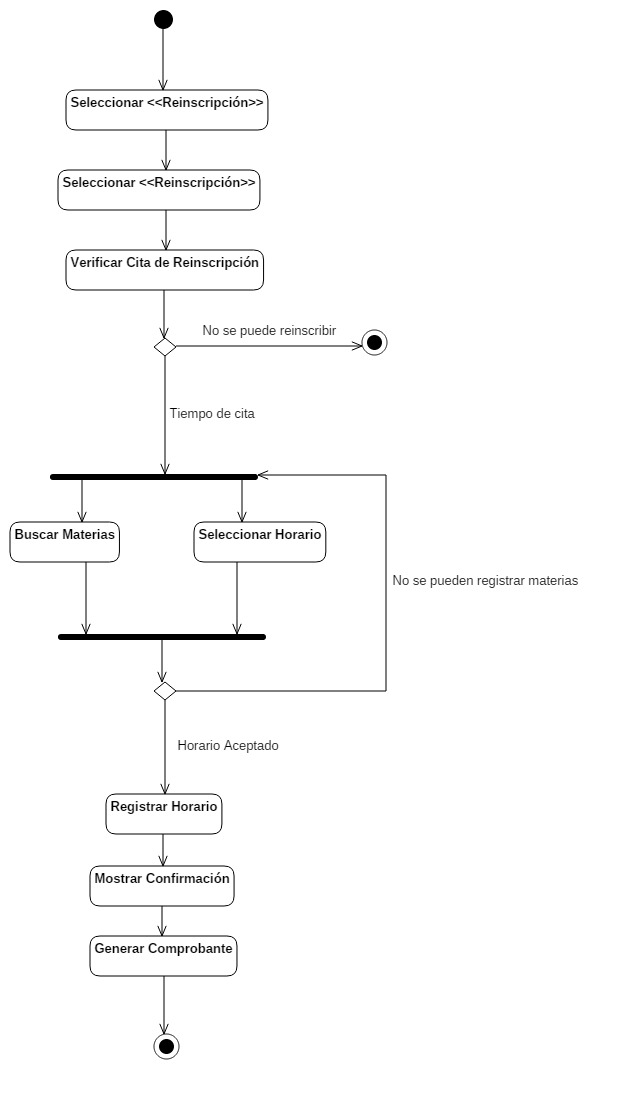 Seleccionar <<Reinscripción>>
Seleccionar <<Reinscripción>>
Verificar Cita de Reinscripción
No se puede reinscribir
Tiempo de cita
Buscar Materias
Seleccionar Horario
No se pueden registrar materias
Horario Aceptado
Registrar Horario
Mostrar Confirmación
Generar Comprobante